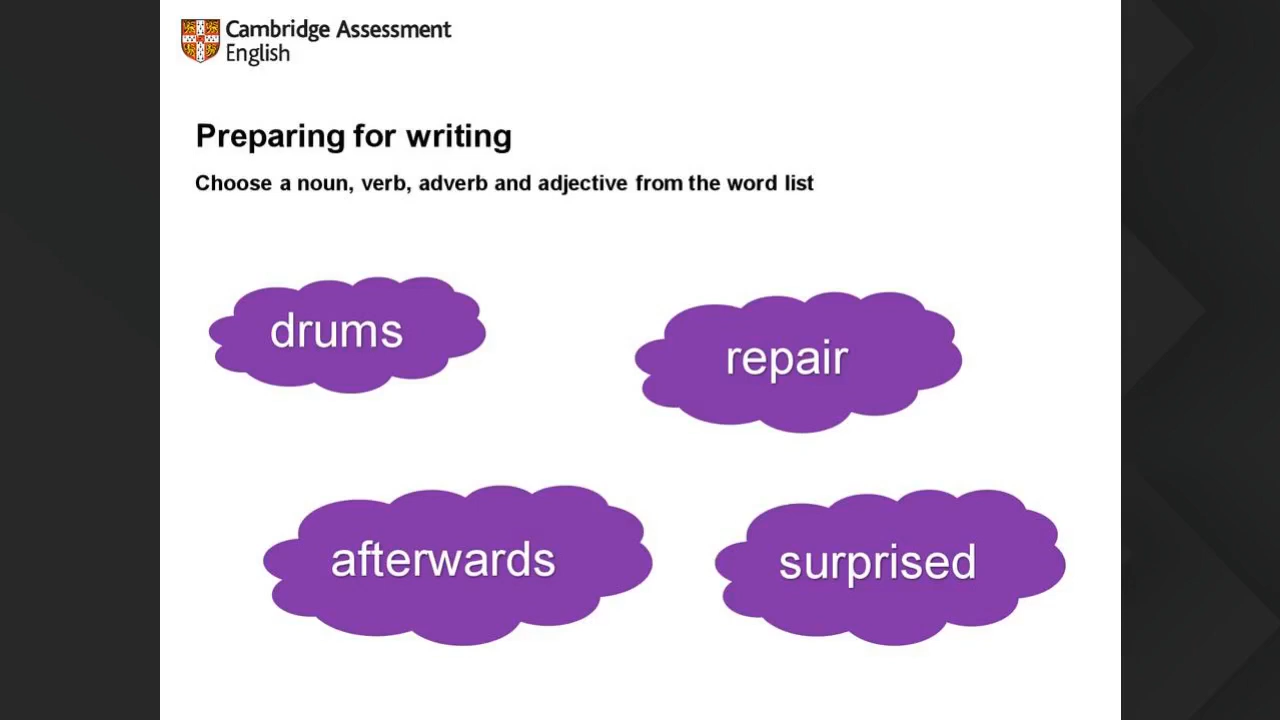 Cambridge Assessment
English
Preparing for writing
Choose a noun, verb, adverb and adjective from the word list
drums
repair
afterwards
surprised